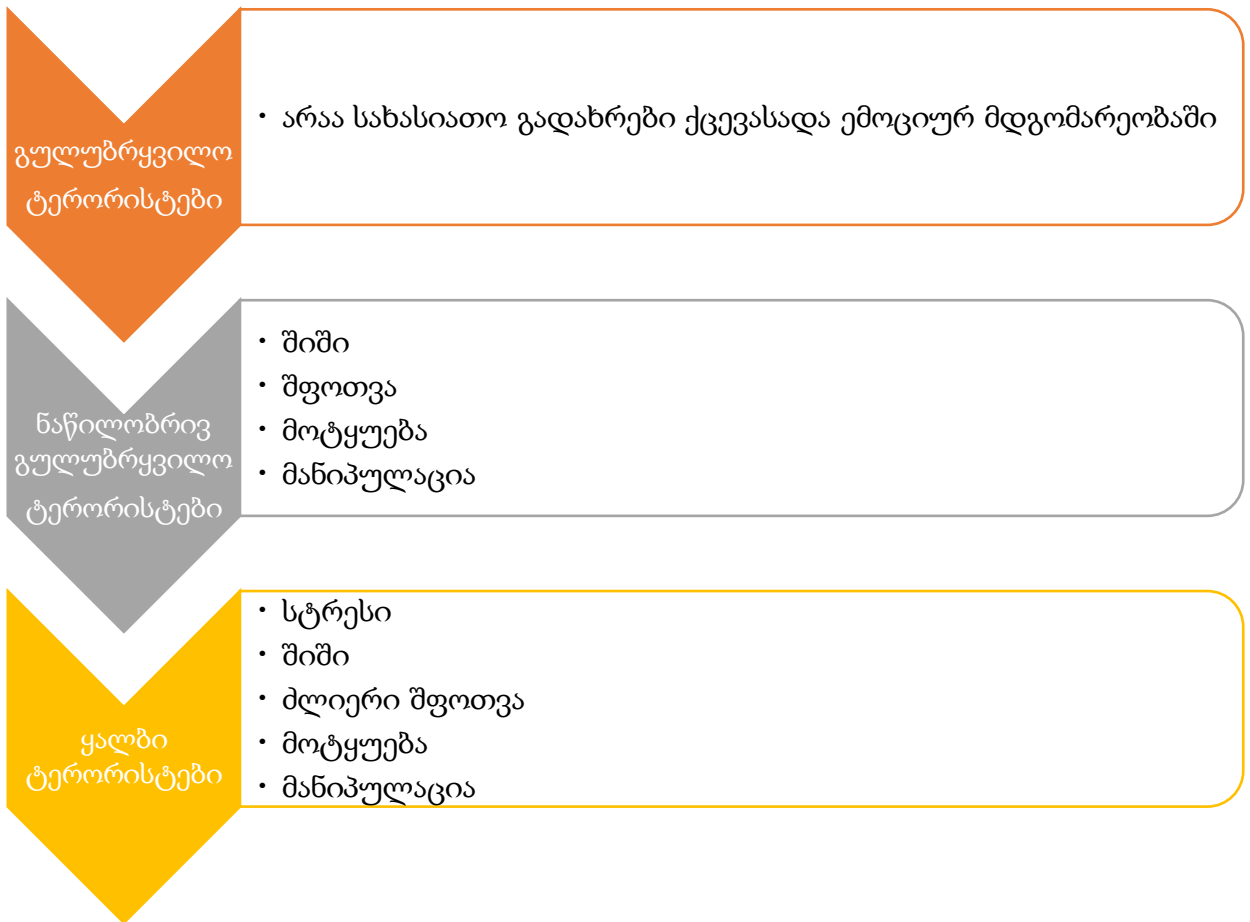 გულუბრყვილო
ტერორისტები
· არაა სახასიათო გადახრები ქცევასადა ემოციურ მდგომარეობაში
ნაწილობრივ
გულუბრყვილო
ტერორისტები
· შიში
· შფოთვა
· მოტყუება
· მანიპულაცია
ყალბი
ტერორისტები
· სტრესი
· შიში
· ძლიერი შფოთვა
· მოტყუება
· მანიპულაცია